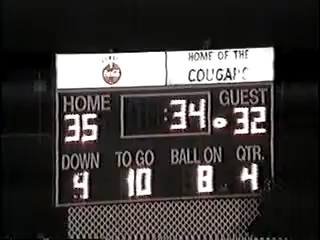 HOME OF THE
COUGARS
HOME :34 GUEST
35 32
DOWN TO GO BALL ON QTR.
4 10 8 4